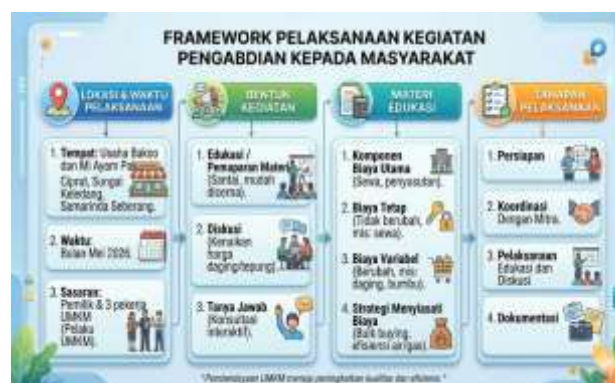 FRAMEWORK PELAKSANAAN KEGIATAN
PENGABDIAN KEPADA MASYARAKAT
LOKASI & WAKTU
PELAKSANAAN
1. Tempat: Usaha Bakso
dan Mi Ayam
Ciprut, Sungai
Keledang,
Samarinda Seberang.
2. Waktu:
Bulan Mei 2026.
3. Sasaran:
Pemilik & 3 pekerja
UMKM
(Pelaku
UMKM).
BENTUK
KEGIATAN
1. Edukasi /
Pemaparan Materi
(Santai, mudah
dicerna).
2. Diskusi
(Kenaikan
harga
daging/tepung).
3. Tanya Jawab
(Konsultasi
interaktif).
MATERI
EDUKASI
1. Komponen
Biaya Utama
(Sewa, penyusutan).
2. Biaya Tetap
(Tidak berubah,
mis: sewa).
3. Biaya Variabel
(Berubah, mis:
daging, bumbu).
4. Strategi Menyiasati
Biaya
(Bulk buying,
efisiensi air/gas).
TAHAPAN
PELAKSANAAN
1. Persiapan
2. Koordinasi
Dengan Mitra.
3. Pelaksanaan
Edukasi dan
Diskusi
4. Dokumentasi
"Pemberdayaan UMKM menuju peningkatan kualitas dan efisiensi."